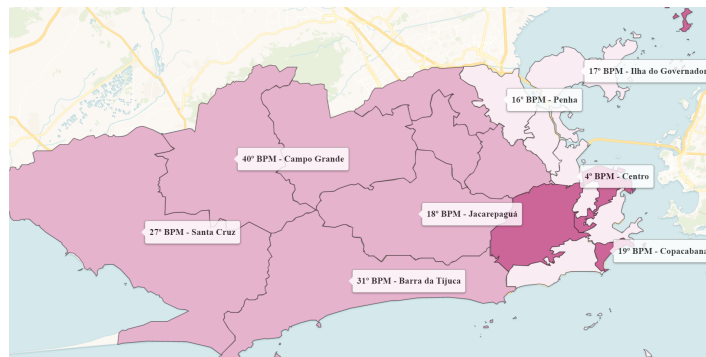 17º BPM - Ilha do Governador
16º BPM - Penha
40º BPM - Campo Grande
4º BPM - Centro
18º BPM - Jacarepaguá
27º BPM - Santa Cruz
19º BPM - Copacabana
31º BPM - Barra da Tijuca